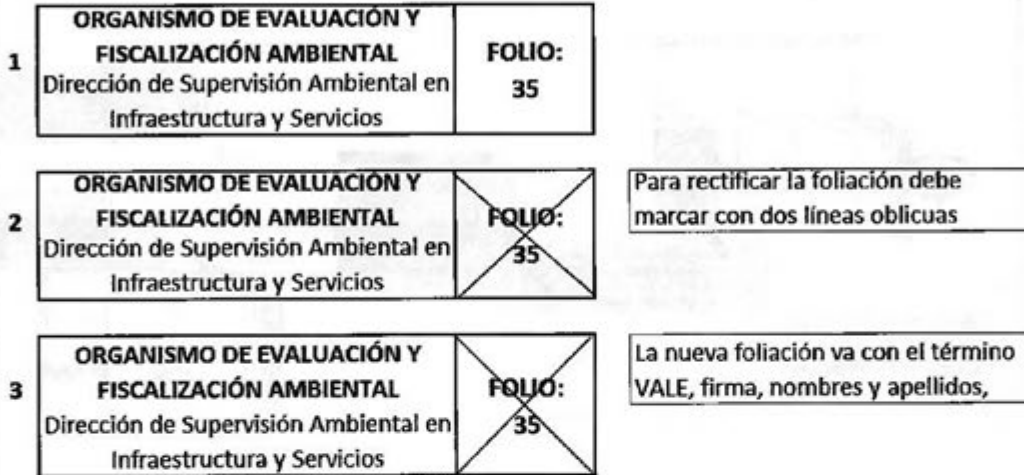 1
ORGANISMO DE EVALUACIÓN Y
FISCALIZACIÓN AMBIENTAL
Dirección de Supervisión Ambiental en
Infraestructura y Servicios
FOLIO:
35
2
ORGANISMO DE EVALUACIÓN Y
FISCALIZACIÓN AMBIENTAL
Dirección de Supervisión Ambiental en
Infraestructura y Servicios
FOLIO:
35
Para rectificar la foliación debe
marcar con dos líneas oblicuas
3
ORGANISMO DE EVALUACIÓN Y
FISCALIZACIÓN AMBIENTAL
Dirección de Supervisión Ambiental en
Infraestructura y Servicios
FOLIO:
35
La nueva foliación va con el término
VALE, firma, nombres y apellidos,